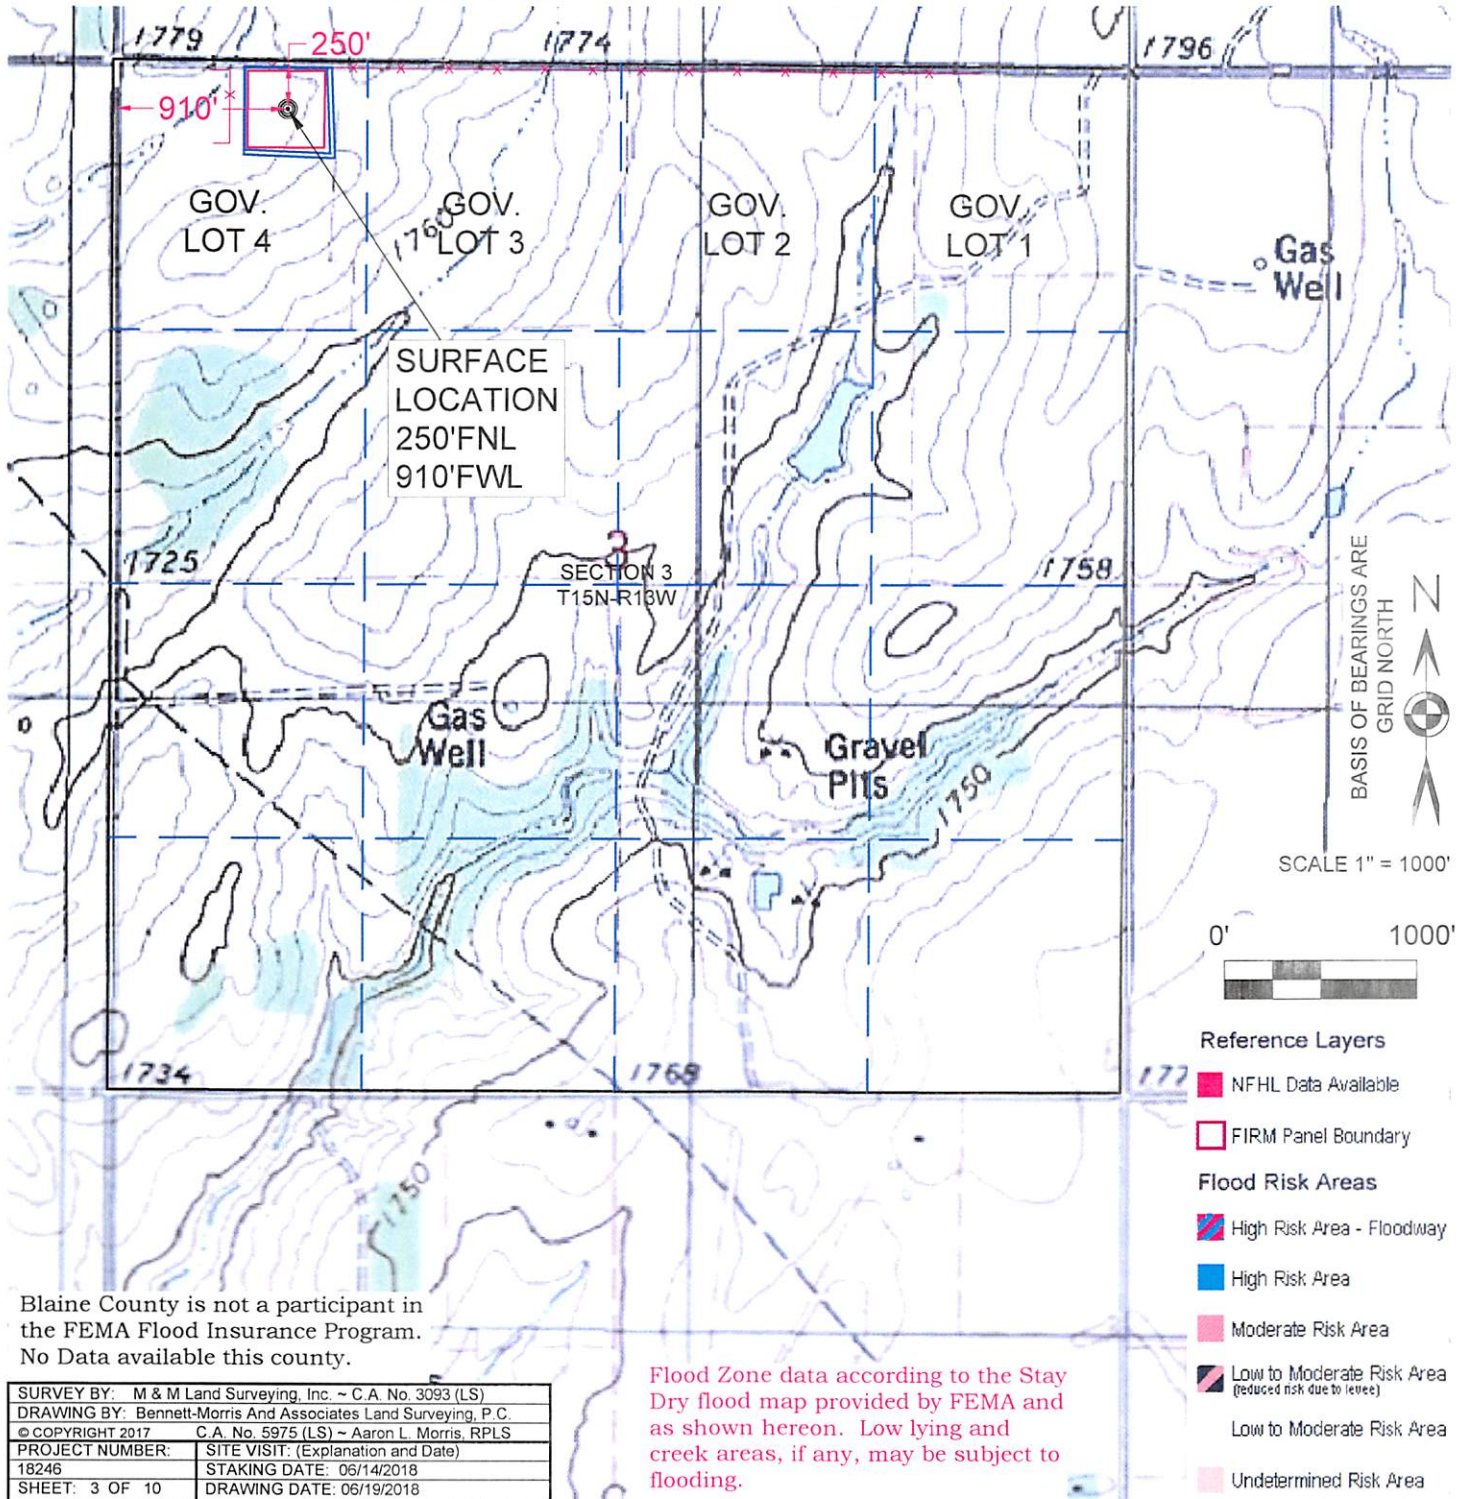 1779
250'
1774
1796
910'
GOV.
LOT 4
GOV.
LOT 3
GOV.
LOT 2
GOV.
LOT 1
1760
Gas
Well
SURFACE
LOCATION
250'FNL
910'FWL
1725
3
SECTION 3
T15N-R13W
1758
BASIS OF BEARINGS ARE
GRID NORTH
N
Gas
Well
Gravel
Pits
1750
SCALE 1" = 1000'
0' 1000'
1734
1768
177
1750
Reference Layers
NFHL Data Available
FIRM Panel Boundary
Flood Risk Areas
High Risk Area - Floodway
High Risk Area
Moderate Risk Area
Low to Moderate Risk Area
(reduced risk due to levee)
Low to Moderate Risk Area
Undetermined Risk Area
Blaine County is not a participant in
the FEMA Flood Insurance Program.
No Data available this county.
SURVEY BY: M & M Land Surveying, Inc. ~ C.A. No. 3093 (LS)
DRAWING BY: Bennett-Morris And Associates Land Surveying, P.C.
© COPYRIGHT 2017 C.A. No. 5975 (LS) ~ Aaron L. Morris, RPLS
PROJECT NUMBER: SITE VISIT: (Explanation and Date)
18246 STAKING DATE: 06/14/2018
SHEET: 3 OF 10 DRAWING DATE: 06/19/2018
Flood Zone data according to the Stay
Dry flood map provided by FEMA and
as shown hereon. Low lying and
creek areas, if any, may be subject to
flooding.